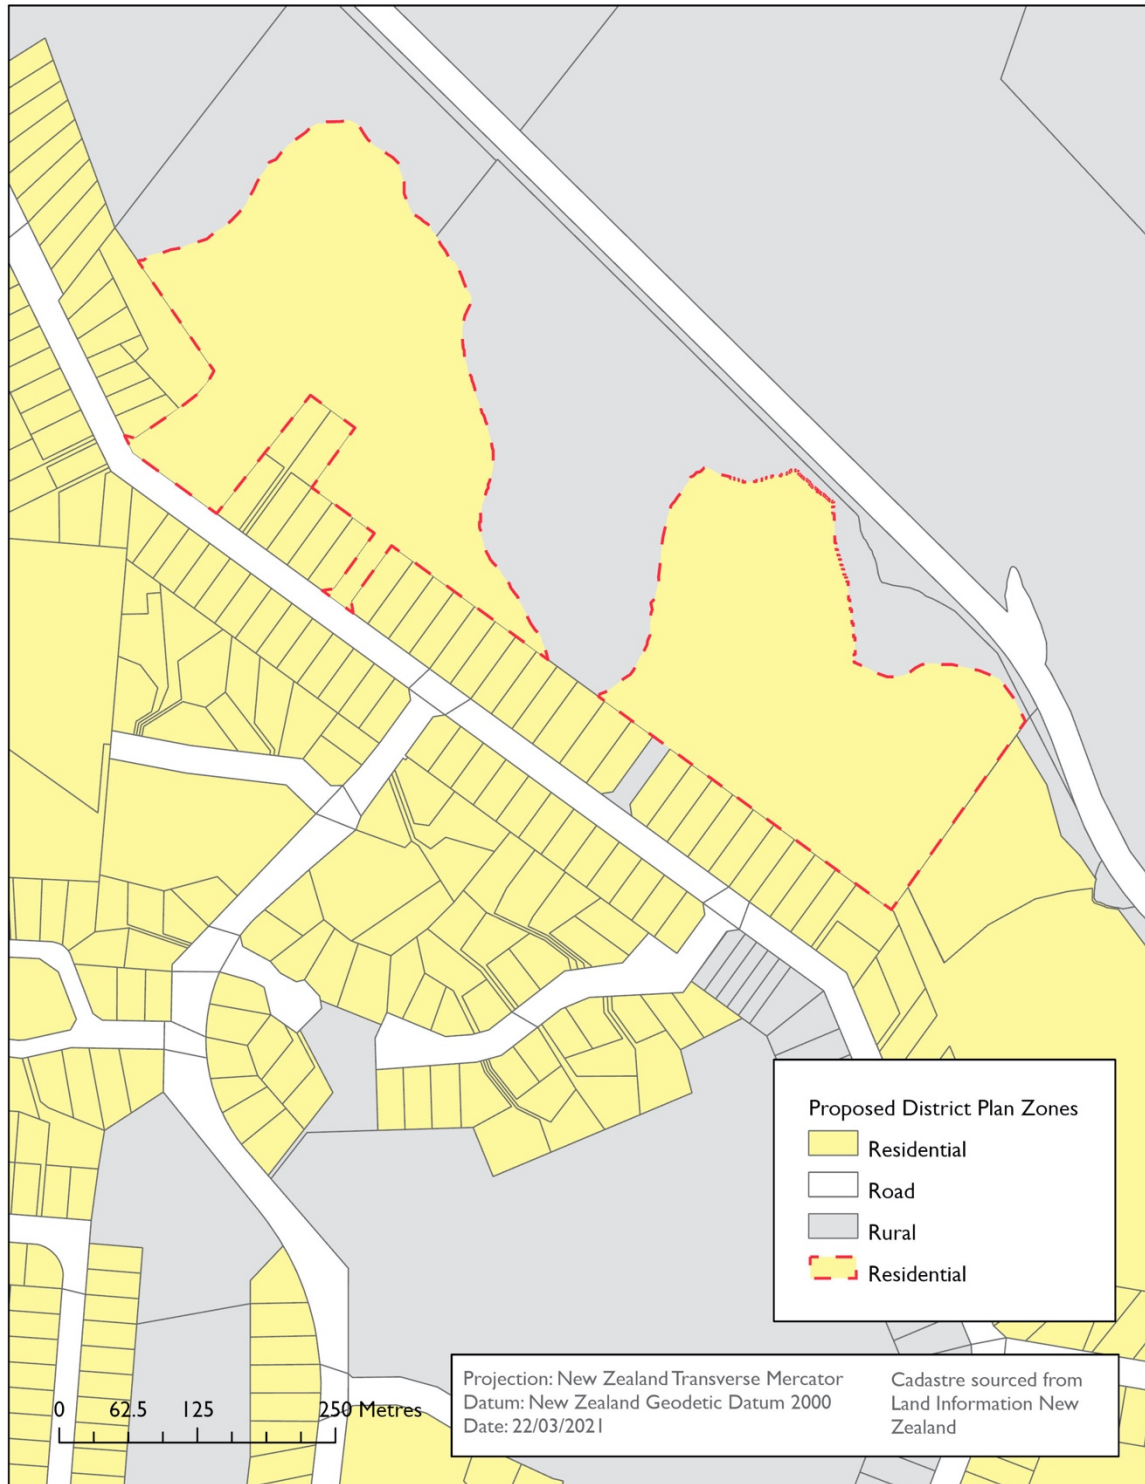 Proposed District Plan Zones
Residential
Road
Rural
Residential
0 62.5 125 250 Metres
Projection: New Zealand Transverse Mercator
Datum: New Zealand Geodetic Datum 2000
Date: 22/03/2021
Cadastre sourced from
Land Information New
Zealand